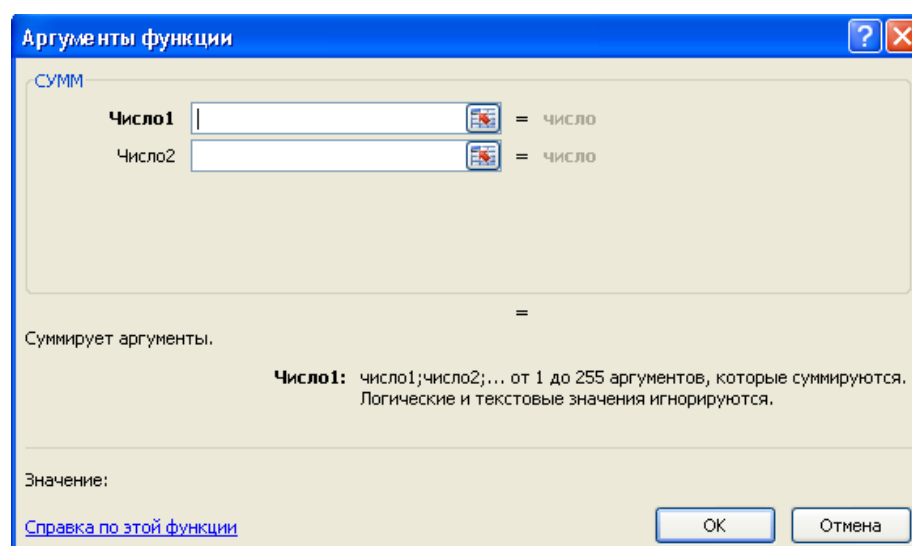 Аргументы функции
СУММ
Число1 = число
Число2 = число
=
Суммирует аргументы.
Число1: число1;число2;... от 1 до 255 аргументов, которые суммируются.
Логические и текстовые значения игнорируются.
Значение:
Справка по этой функции
ОК
Отмена